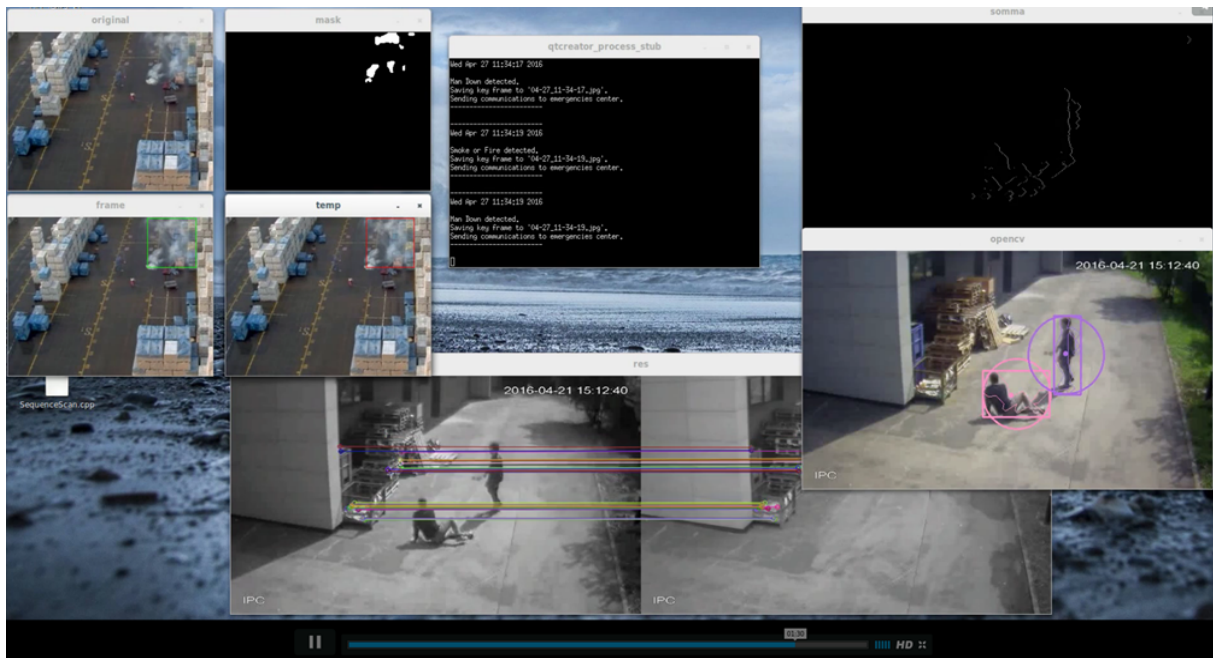 original
mask
qtcreator_process_stub
somma
Wed Apr 27 11:34:17 2016
Man Down detected.
Saving key frame to '04-27_11-34-17.jpg'.
Sending communications to emergencies center.
------------------------
------------------------
Wed Apr 27 11:34:19 2016
Smoke or Fire detected.
Saving key frame to '04-27_11-34-19.jpg'.
Sending communications to emergencies center.
------------------------
------------------------
Wed Apr 27 11:34:19 2016
Man Down detected.
Saving key frame to '04-27_11-34-19.jpg'.
Sending communications to emergencies center.
------------------------
frame
temp
opencv
2016-04-21 15:12:40
IPC
res
SequenceScan.cpp
2016-04-21 15:12:40
IPC
IPC
01:30
HD